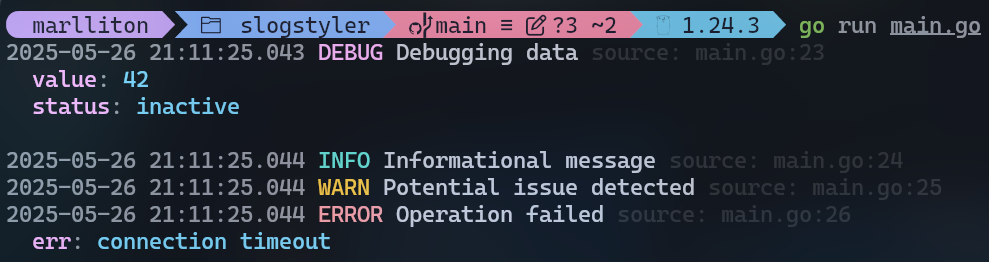 marlliton slogstyler main ≡ ?3 ~2 1.24.3 go run main.go
2025-05-26 21:11:25.043 DEBUG Debugging data source: main.go:23
value: 42
status: inactive
2025-05-26 21:11:25.044 INFO Informational message source: main.go:24
2025-05-26 21:11:25.044 WARN Potential issue detected source: main.go:25
2025-05-26 21:11:25.044 ERROR Operation failed source: main.go:26
err: connection timeout